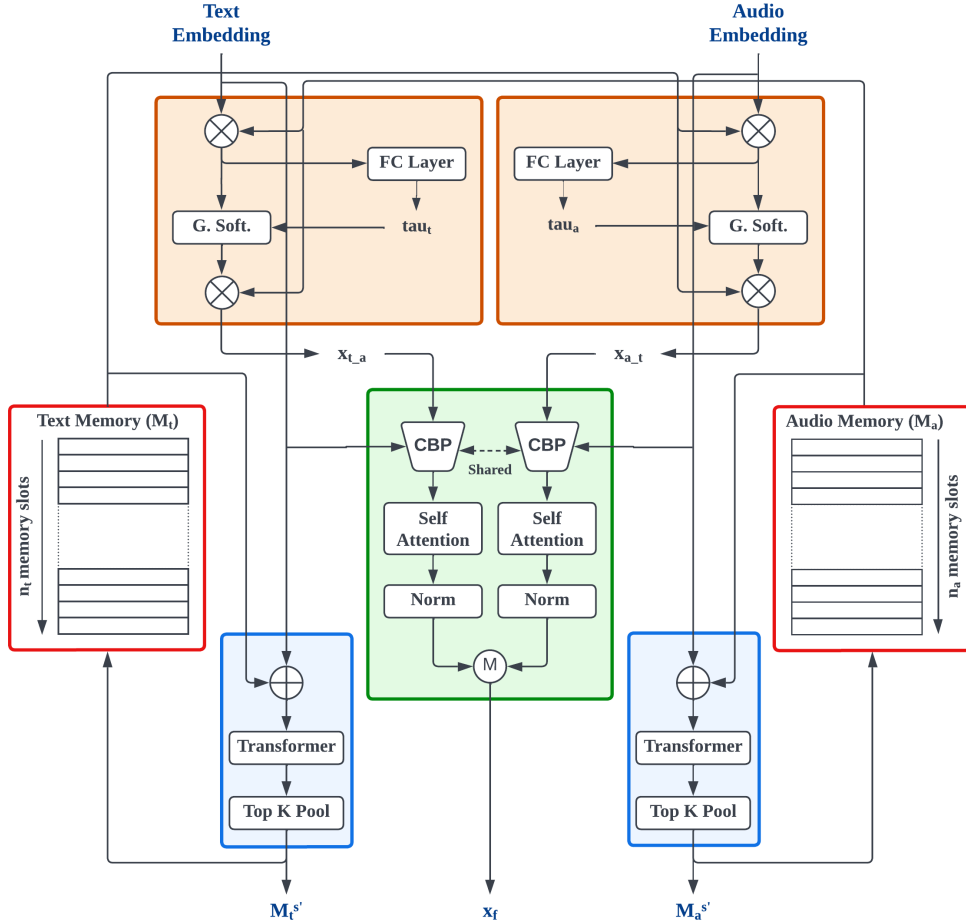 Text
Embedding
Audio
Embedding
FC Layer
FC Layer
G. Soft.
tau_t
tau_a
G. Soft.
x_t_a
x_a_t
Text Memory (M_t)
Audio Memory (M_a)
n_t memory slots
n_a memory slots
CBP
CBP
Shared
Self
Attention
Self
Attention
Norm
Norm
M
Transformer
Transformer
Top K Pool
Top K Pool
M_t^s'
x_f
M_a^s'